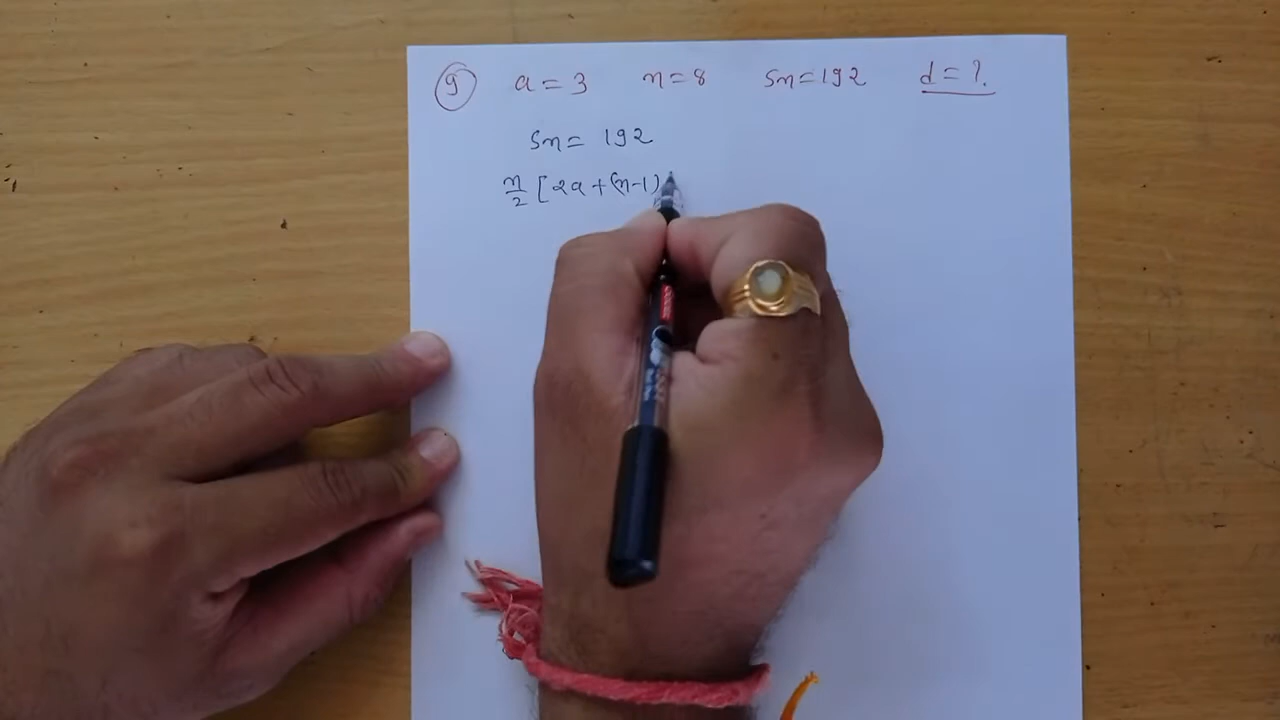 9 a = 3 n = 8 Sn = 192 d = ?
Sn = 192
n/2 [2a + (n-1)